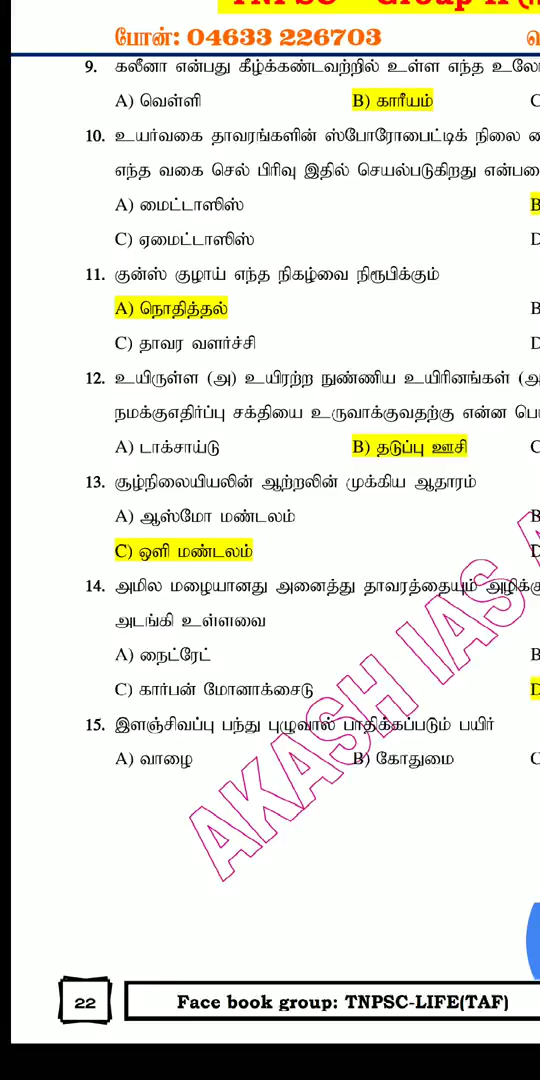 TNPSC – Group II
போன்: 04633 226703
9. கலீனா என்பது கீழ்க்கண்டவற்றில் உள்ள எந்த
A) வெள்ளி B) காரீயம் C
10. உயர்வகை தாவரங்களின் ஸ்போரோபைட்டிக் நிலை
எந்த வகை செல் பிரிவு இதில் செயல்படுகிறது
A) மைட்டாஸிஸ் B
C) ஏமைட்டாஸிஸ் D
11. குன்ஸ் குழாய் எந்த நிகழ்வை நிரூபிக்கும்
A) நொதித்தல் B
C) தாவர வளர்ச்சி D
12. உயிருள்ள (அ) உயிரற்ற நுண்ணிய உயிரினங்கள்
நமக்குஎதிர்ப்பு சக்தியை உருவாக்குவதற்கு என்ன
A) டாக்சாய்டு B) தடுப்பு ஊசி C
13. சூழ்நிலையியலின் ஆற்றலின் முக்கிய ஆதாரம்
A) ஆஸ்மோ மண்டலம் B
C) ஒளி மண்டலம் D
14. அமில மழையானது அனைத்து தாவரத்தையும்
அடங்கி உள்ளவை
A) நைட்ரேட் B
C) கார்பன் மோனாக்சைடு D
15. இளஞ்சிவப்பு பந்து புழுவால் பாதிக்கப்படும் பயிர்
A) வாழை B) கோதுமை C
AKASH IAS A
22 Face book group: TNPSC-LIFE(TAF)